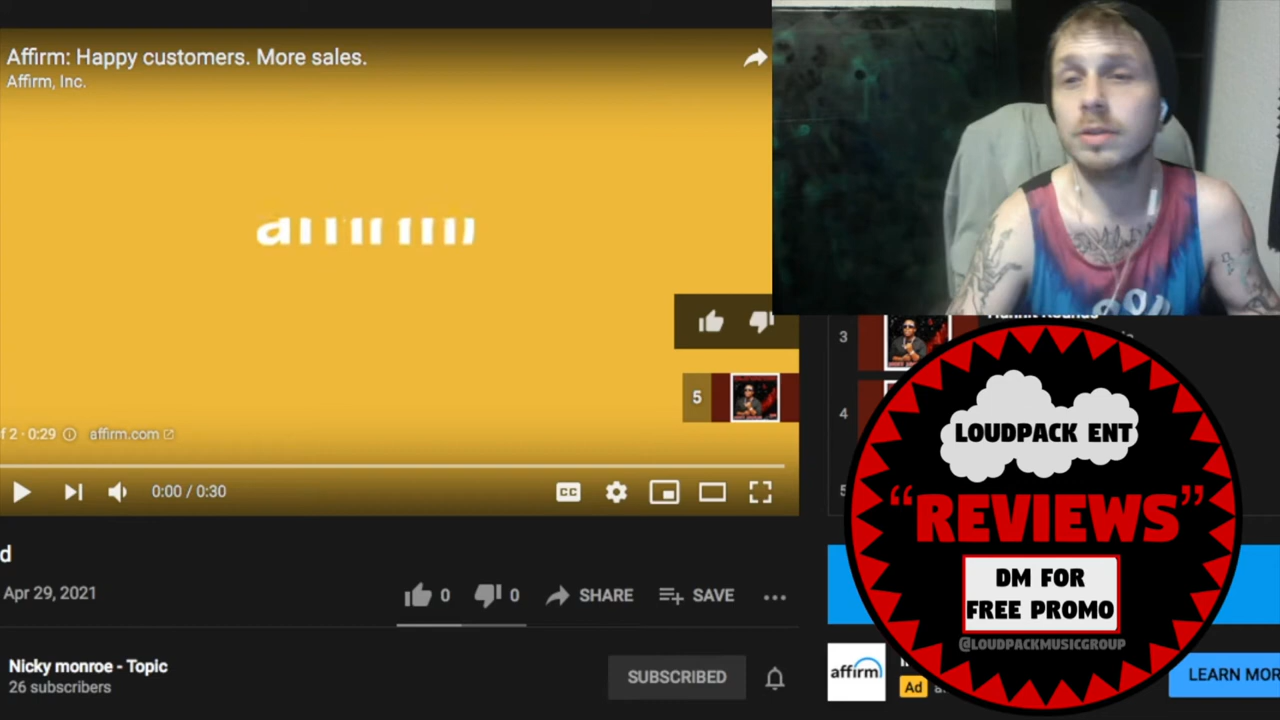 Affirm: Happy customers. More sales.
Affirm, Inc.
3
4
5
f 2 · 0:29
affirm.com
0:00 / 0:30
CC
d
Apr 29, 2021
0
0
SHARE
SAVE
Nicky monroe - Topic
26 subscribers
SUBSCRIBED
LOUDPACK ENT
“REVIEWS”
DM FOR
FREE PROMO
@LOUDPACKMUSICGROUP
affirm
Ad
LEARN MOR